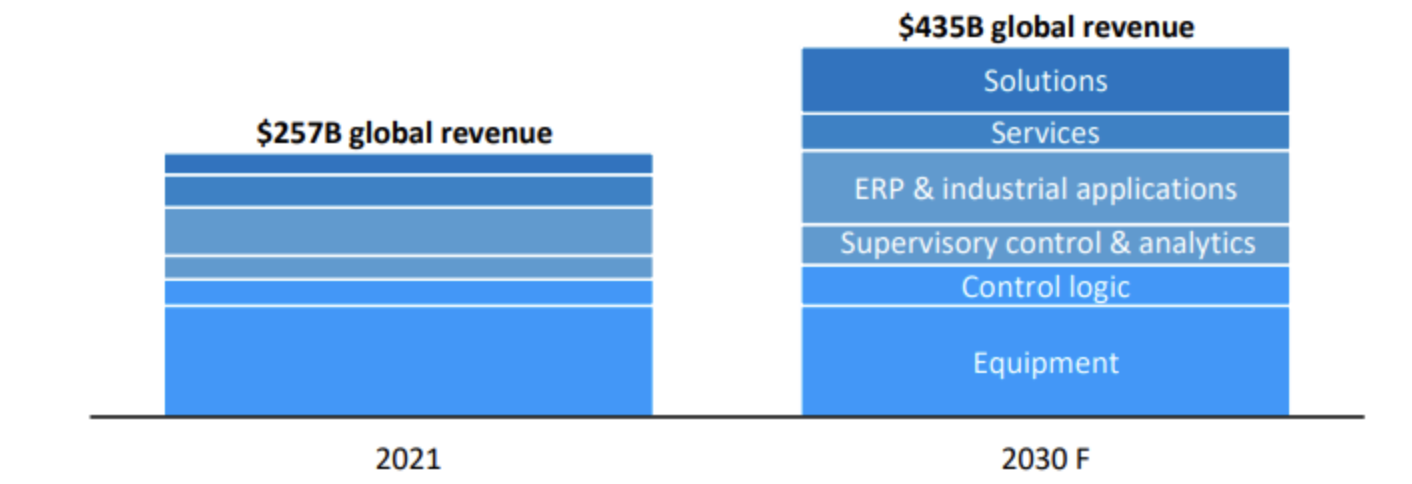 $435B global revenue
Solutions
$257B global revenue
Services
ERP & industrial applications
Supervisory control & analytics
Control logic
Equipment
2021
2030 F